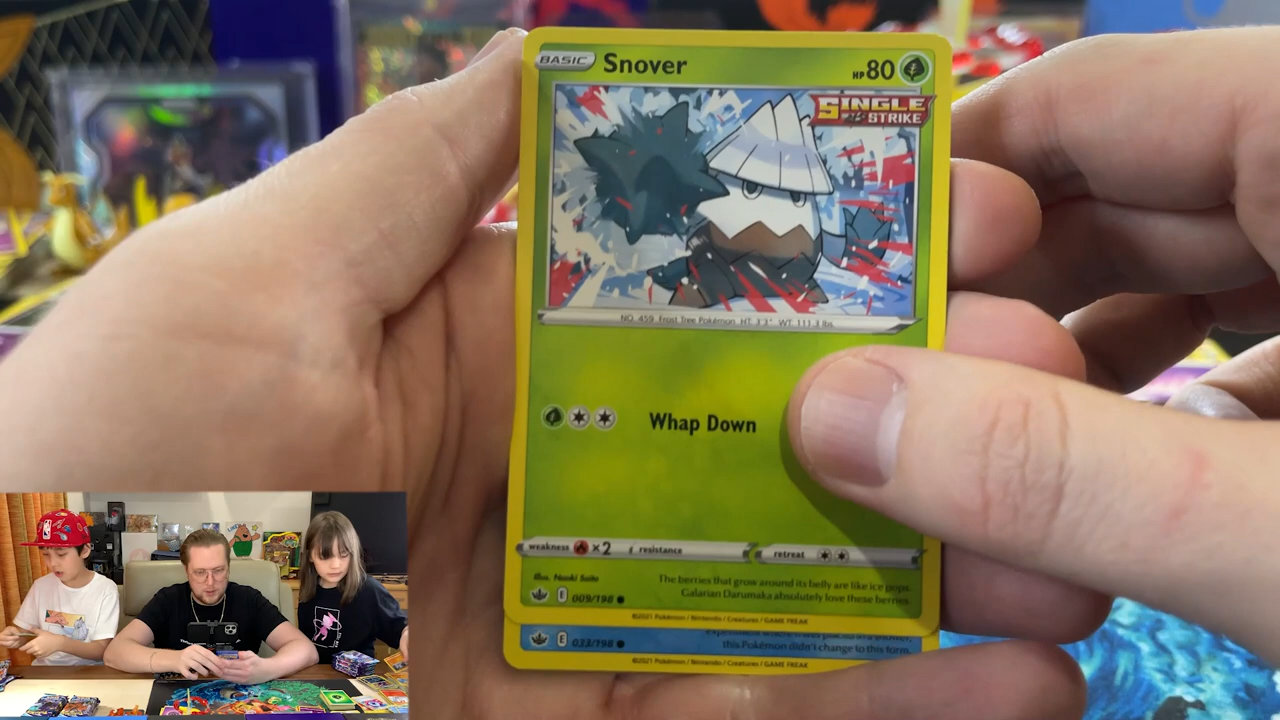 BASIC Snover HP 80
SINGLE STRIKE
NO. 459 Frost Tree Pokémon HT: 3'3" WT: 111.3 lbs.
Whap Down
weakness ×2 resistance retreat
Illus. Naoki Saito
The berries that grow around its belly are like ice pops.
Galarian Darumaka absolutely love these berries.
E 009/198
©2021 Pokémon / Nintendo / Creatures / GAME FREAK
E 033/198
this Pokémon didn't change to this form.
©2021 Pokémon / Nintendo / Creatures / GAME FREAK